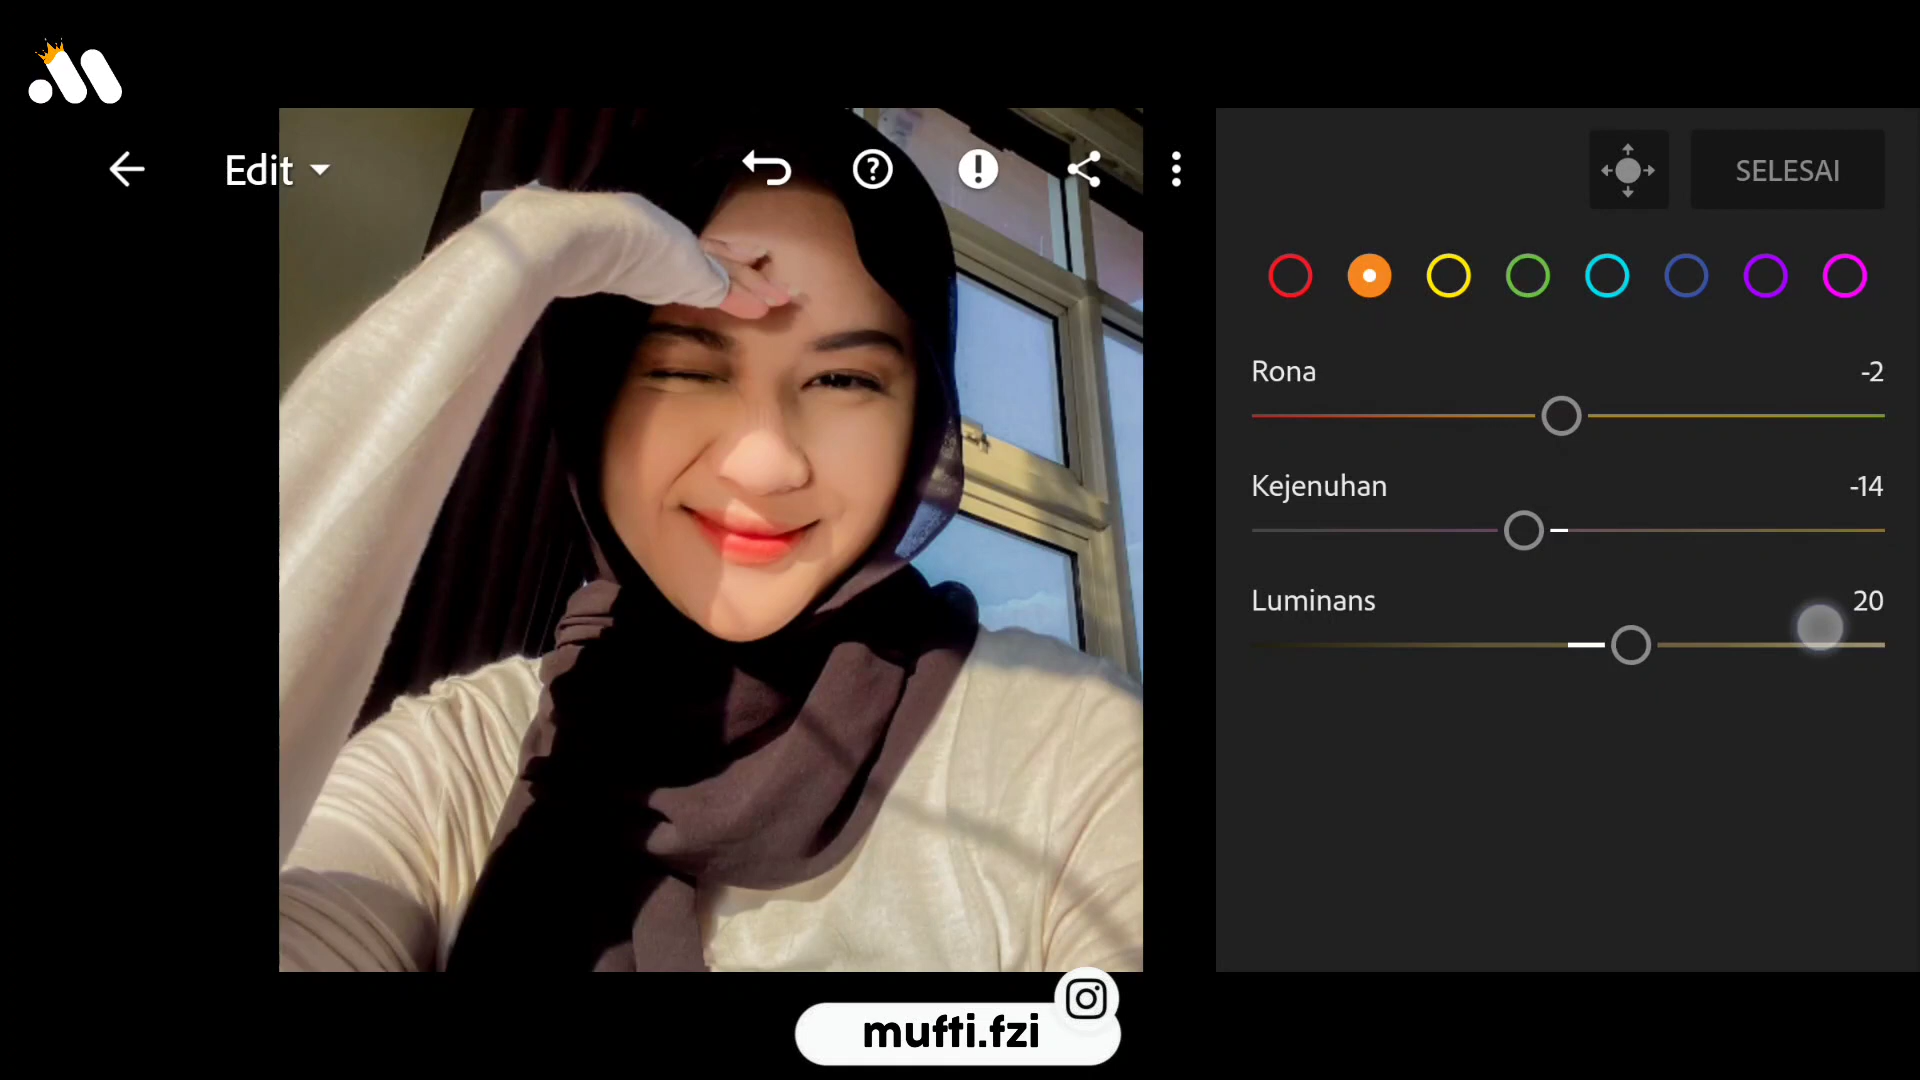 Edit
SELESAI
Rona -2
Kejenuhan -14
Luminans 20
mufti.fzi